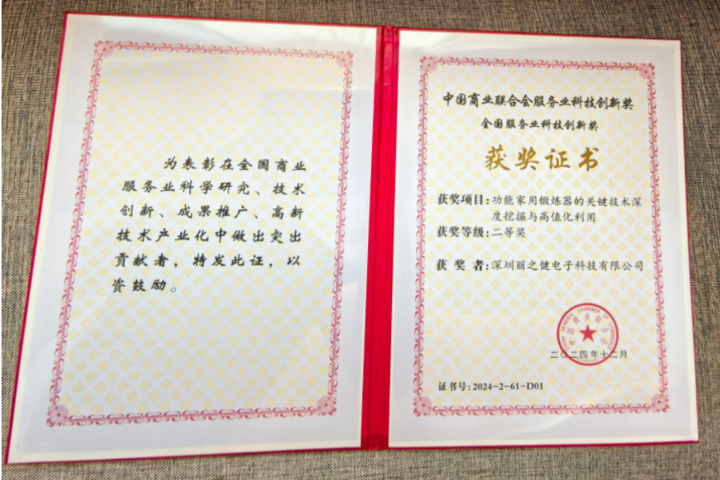 为表彰在全国商业
服务业科学研究、技术
创新、成果推广、高新
技术产业化中做出突出
贡献者，特发此证，以
资鼓励。
中国商业联合会服务业科技创新奖
全国服务业科技创新奖
获奖证书
获奖项目：功能家用锻炼器的关键技术深
度挖掘与高值化利用
获奖等级：二等奖
获 奖 者：深圳丽之健电子科技有限公司
二〇二四年十二月
证书号：2024-2-61-D01